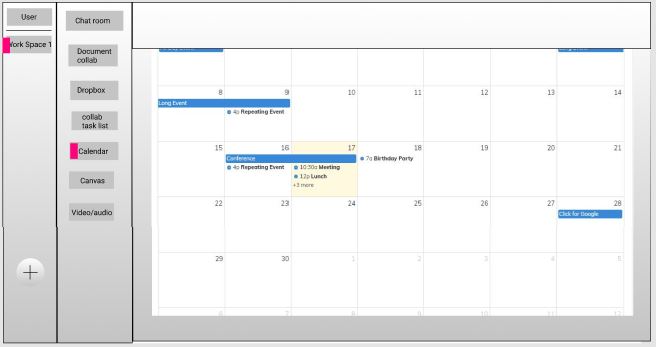 User
Work Space 1
Chat room
Document
collab
Dropbox
collab
task list
Calendar
Canvas
Video/audio
8 9 10 11 12 13 14
Long Event
4p Repeating Event
15 16 17 18 19 20 21
Conference
7a Birthday Party
4p Repeating Event
10:30a Meeting
12p Lunch
+3 more
22 23 24 25 26 27 28
Click for Google
29 30 1 2 3 4 5
6 7 8 9 10 11 12